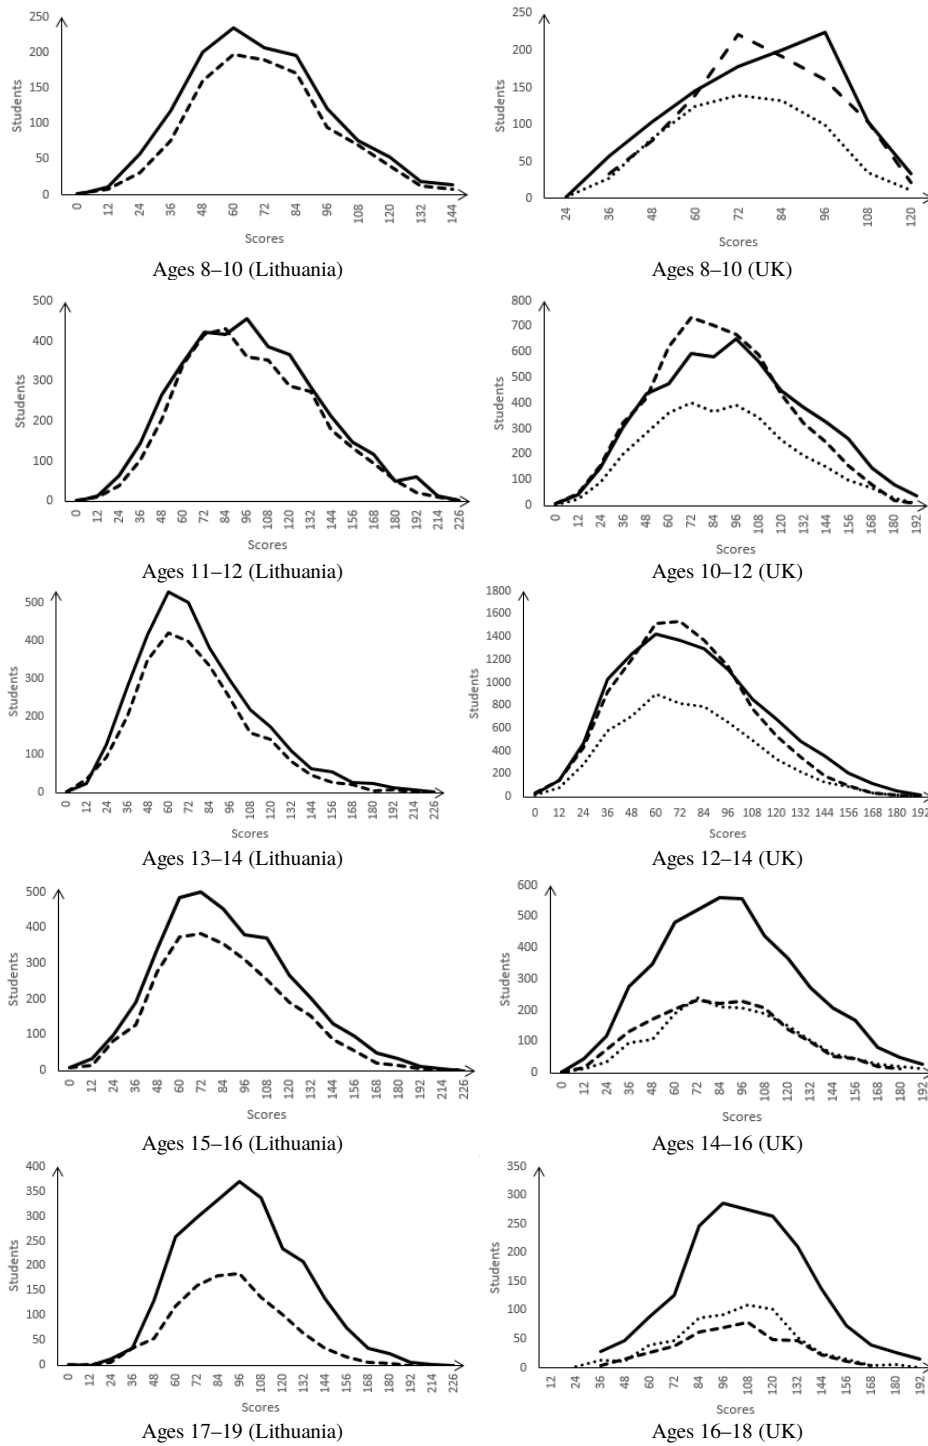 250
200
150
100
50
0
Students
0 12 24 36 48 60 72 84 96 108 120 132 144
Scores
Ages 8–10 (Lithuania)
250
200
150
100
50
0
Students
24 36 48 60 72 84 96 108 120
Scores
Ages 8–10 (UK)
500
400
300
200
100
0
Students
0 12 24 36 48 60 72 84 96 108 120 132 144 156 168 180 192 214 226
Scores
Ages 11–12 (Lithuania)
800
700
600
500
400
300
200
100
0
Students
0 12 24 36 48 60 72 84 96 108 120 132 144 156 168 180 192
Scores
Ages 10–12 (UK)
500
400
300
200
100
0
Students
0 12 24 36 48 60 72 84 96 108 120 132 144 156 168 180 192 214 226
Scores
Ages 13–14 (Lithuania)
1800
1600
1400
1200
1000
800
600
400
200
0
Students
0 12 24 36 48 60 72 84 96 108 120 132 144 156 168 180 192
Scores
Ages 12–14 (UK)
500
400
300
200
100
0
Students
0 12 24 36 48 60 72 84 96 108 120 132 144 156 168 180 192 214 226
Scores
Ages 15–16 (Lithuania)
600
500
400
300
200
100
0
Students
0 12 24 36 48 60 72 84 96 108 120 132 144 156 168 180 192
Scores
Ages 14–16 (UK)
400
350
300
250
200
150
100
50
0
Students
0 12 24 36 48 60 72 84 96 108 120 132 144 156 168 180 192 214 226
Scores
Ages 17–19 (Lithuania)
350
300
250
200
150
100
50
0
Students
12 24 36 48 60 72 84 96 108 120 132 144 156 168 180 192
Scores
Ages 16–18 (UK)